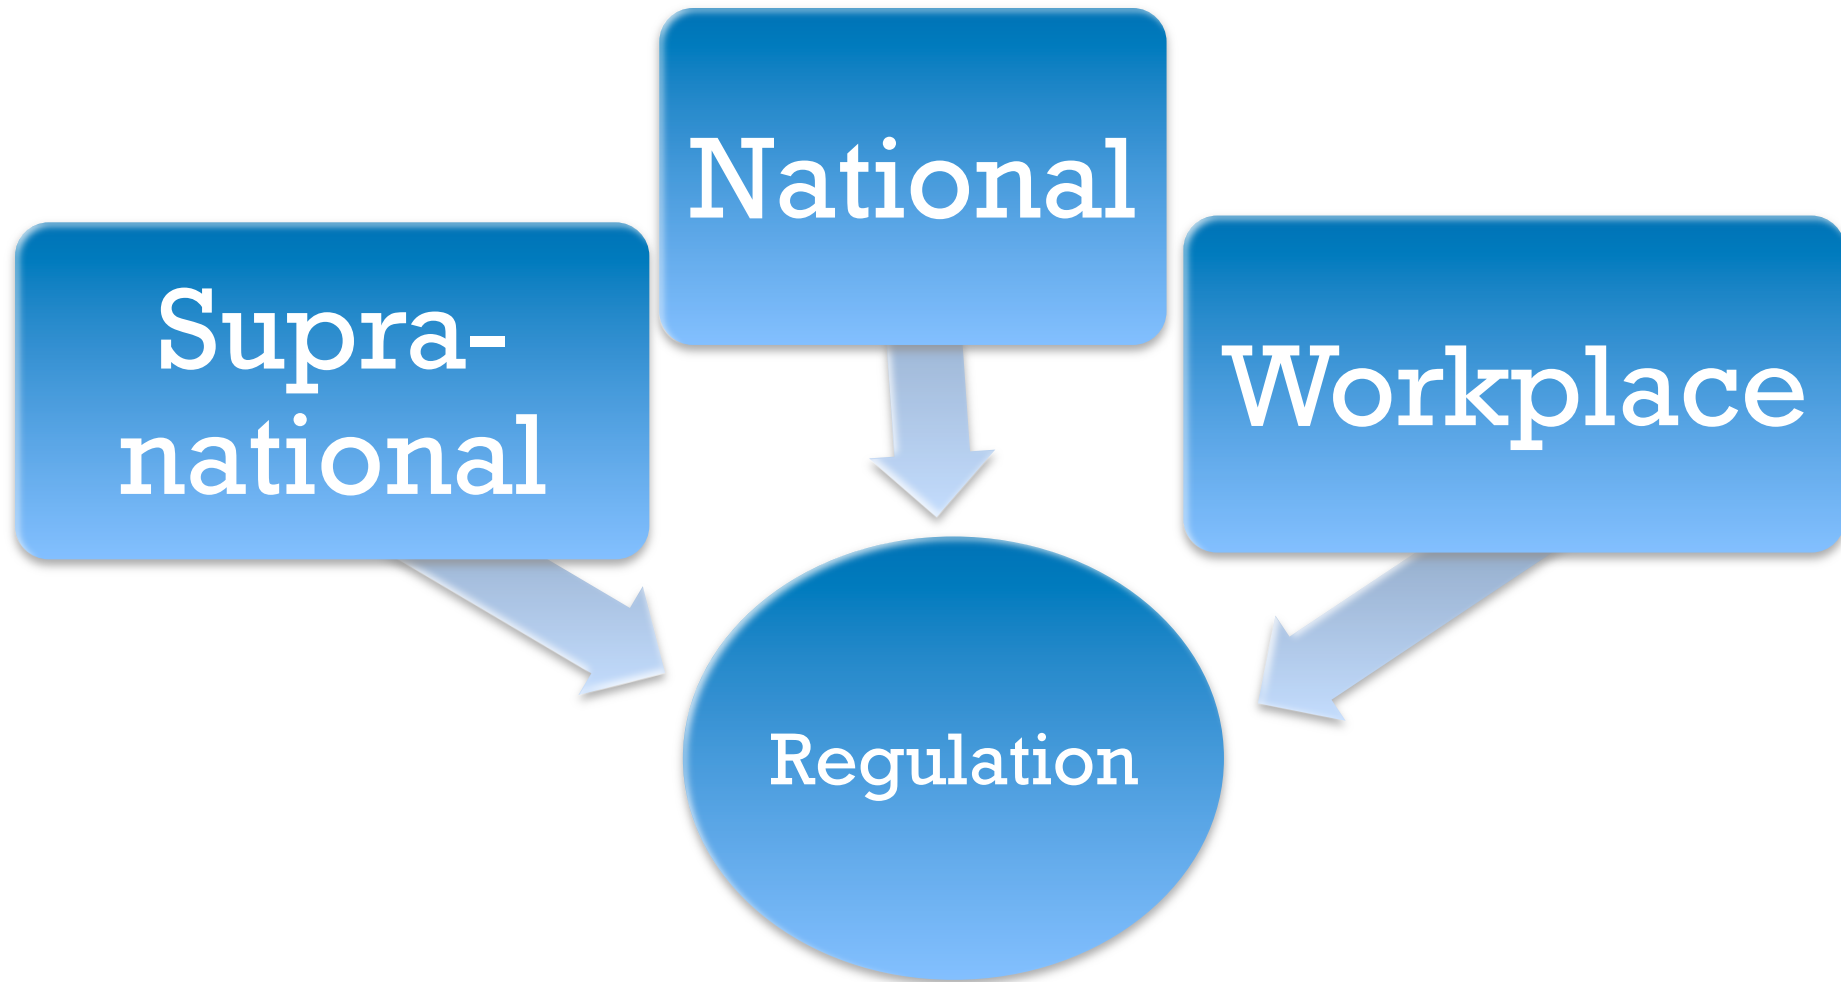 National
Supra-
national
Workplace
Regulation